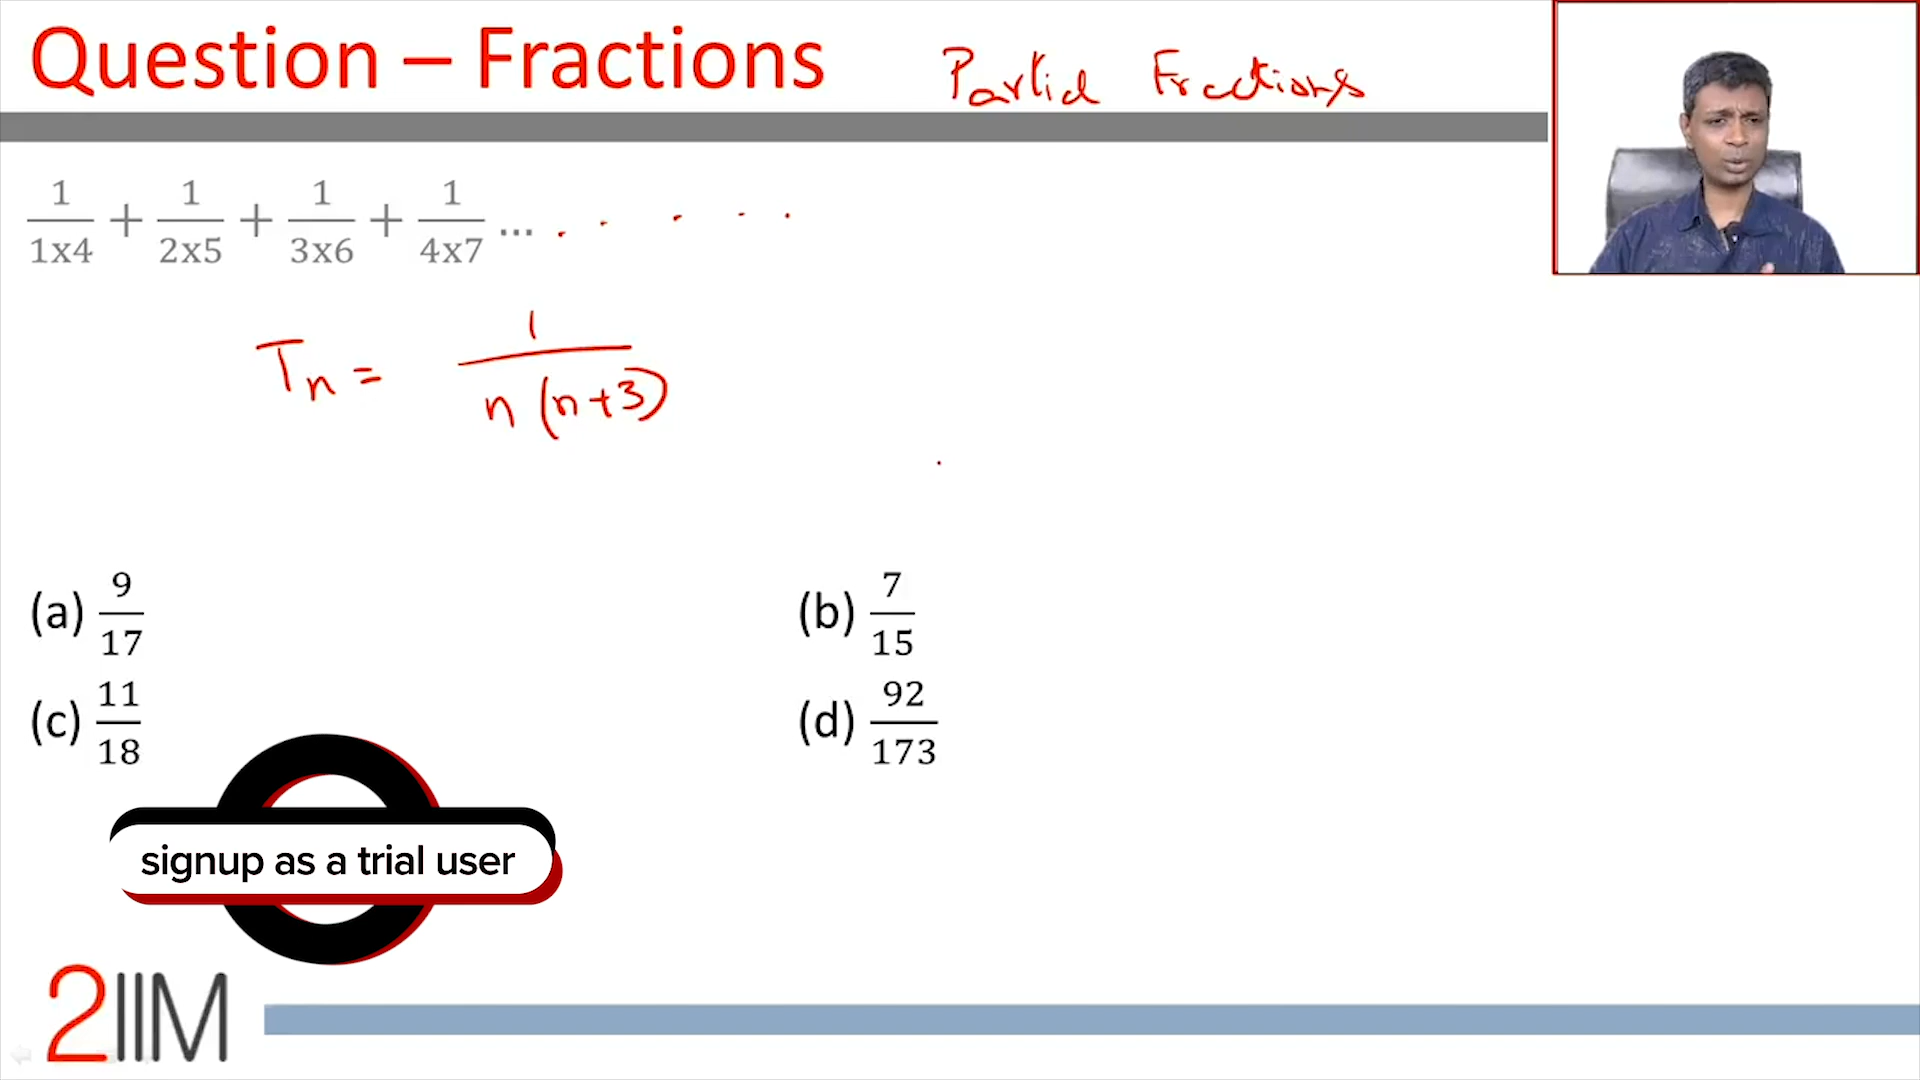 Question – Fractions
Partial Fractions
1/1x4 + 1/2x5 + 1/3x6 + 1/4x7 ... . . . . .
Tn = 1/n(n+3)
(a) 9/17 (b) 7/15
(c) 11/18 (d) 92/173
signup as a trial user
2IIM